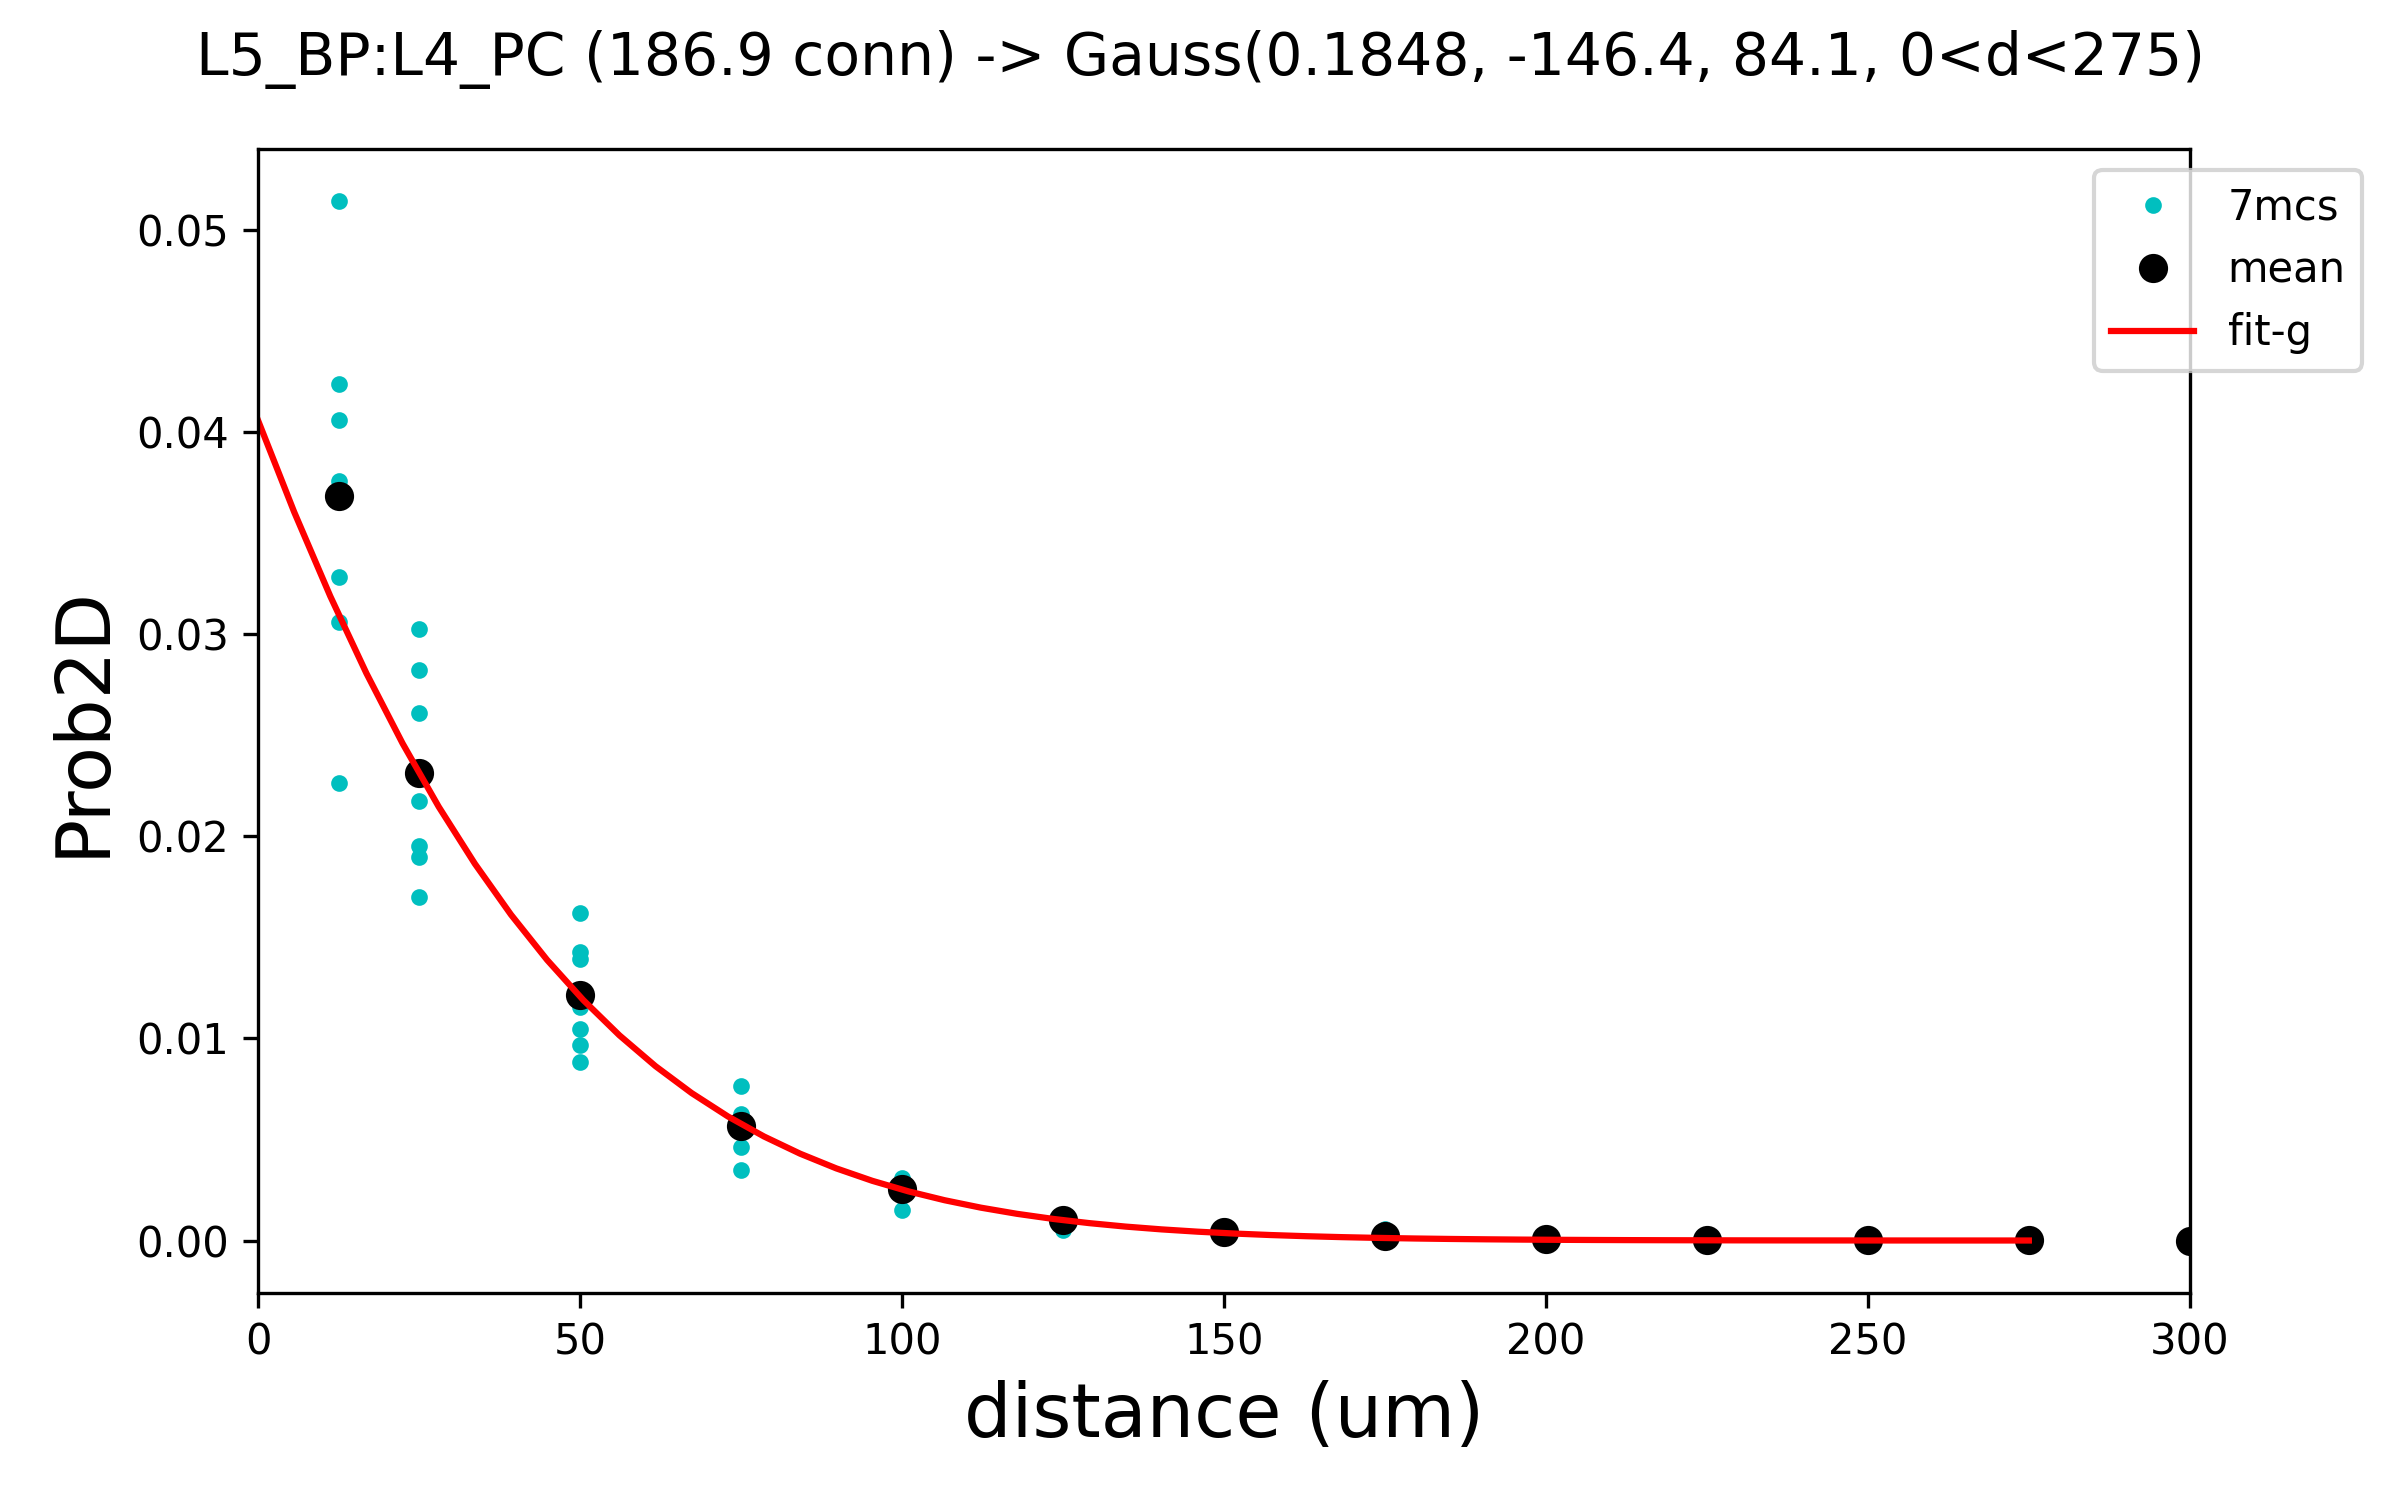 L5_BP:L4_PC (186.9 conn) -> Gauss(0.1848, -146.4, 84.1, 0<d<275)
7mcs
mean
fit-g
Prob2D
0.05
0.04
0.03
0.02
0.01
0.00
0 50 100 150 200 250 300
distance (um)